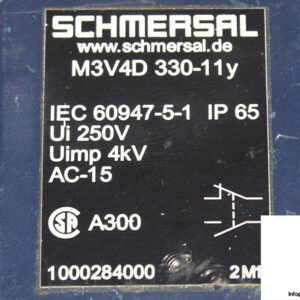 SCHMERSAL
www.schmersal.de
M3V4D 330-11y
IEC 60947-5-1 IP 65
Ui 250V
Uimp 4kV
AC-15
A300
1000284000 2M1